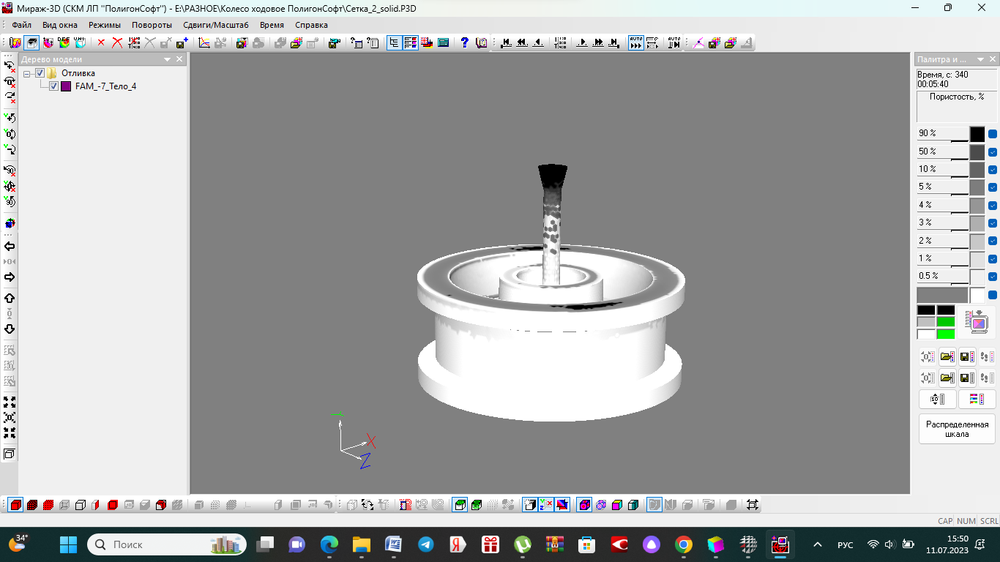 Мираж-3D (СКМ ЛП "ПолигонСофт") - E:\РАЗНОЕ\Колесо ходовое ПолигонСофт\Сетка_2_solid.P3D
Файл Вид окна Режимы Повороты Сдвиги/Масштаб Время Справка
Дерево модели
Отливка
FAM_-7_Тело_4
Палитра и ...
Время, с: 340
00:05:40
Пористость, %
90 %
50 %
10 %
5 %
4 %
3 %
2 %
1 %
0.5 %
Распределенная
шкала
X
Z
CAP NUM SCRL
34°
Поиск
РУС
15:50
11.07.2023